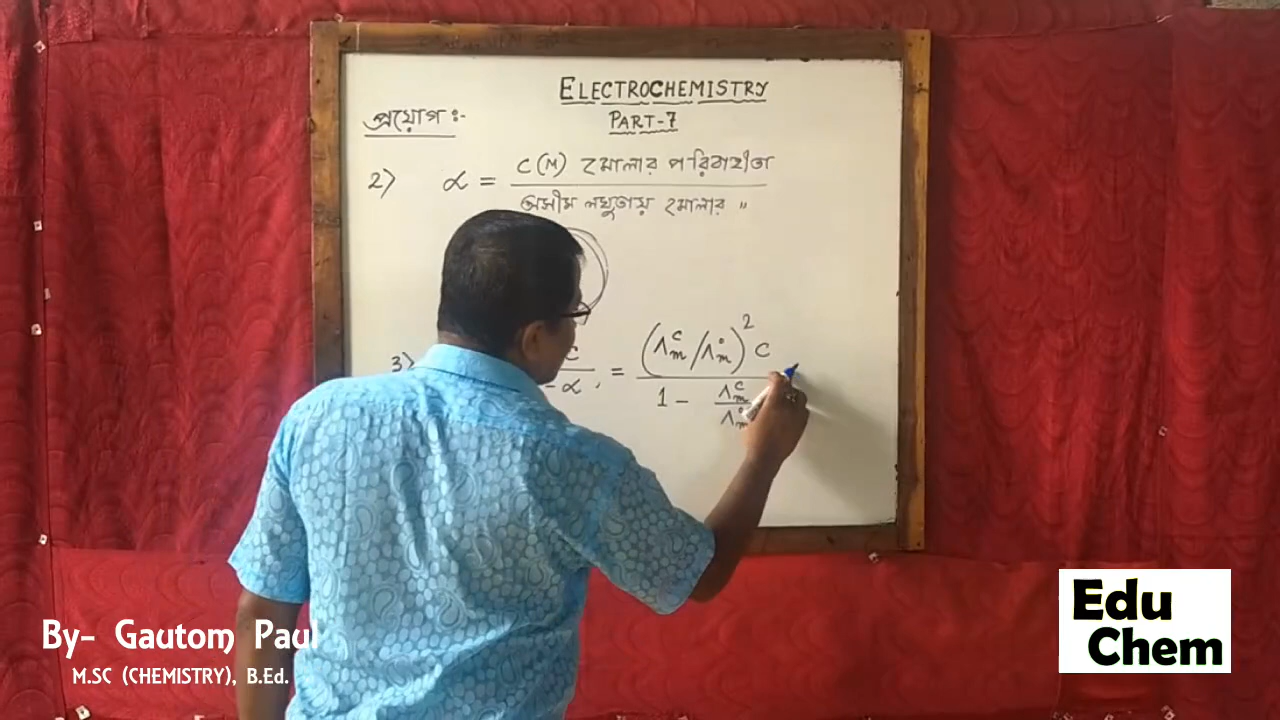 ELECTROCHEMISTRY
PART-7
প্রয়োগ :-
2) α = C(M) মোলার পরিবাহীতা
অসীম লঘুতায় মোলার "
3) C / - α = (Λᶜₘ/Λ°ₘ)² C
1 - Λᶜₘ / Λ°ₘ
By- Gautom Paul
M.SC (CHEMISTRY), B.Ed.
Edu
Chem